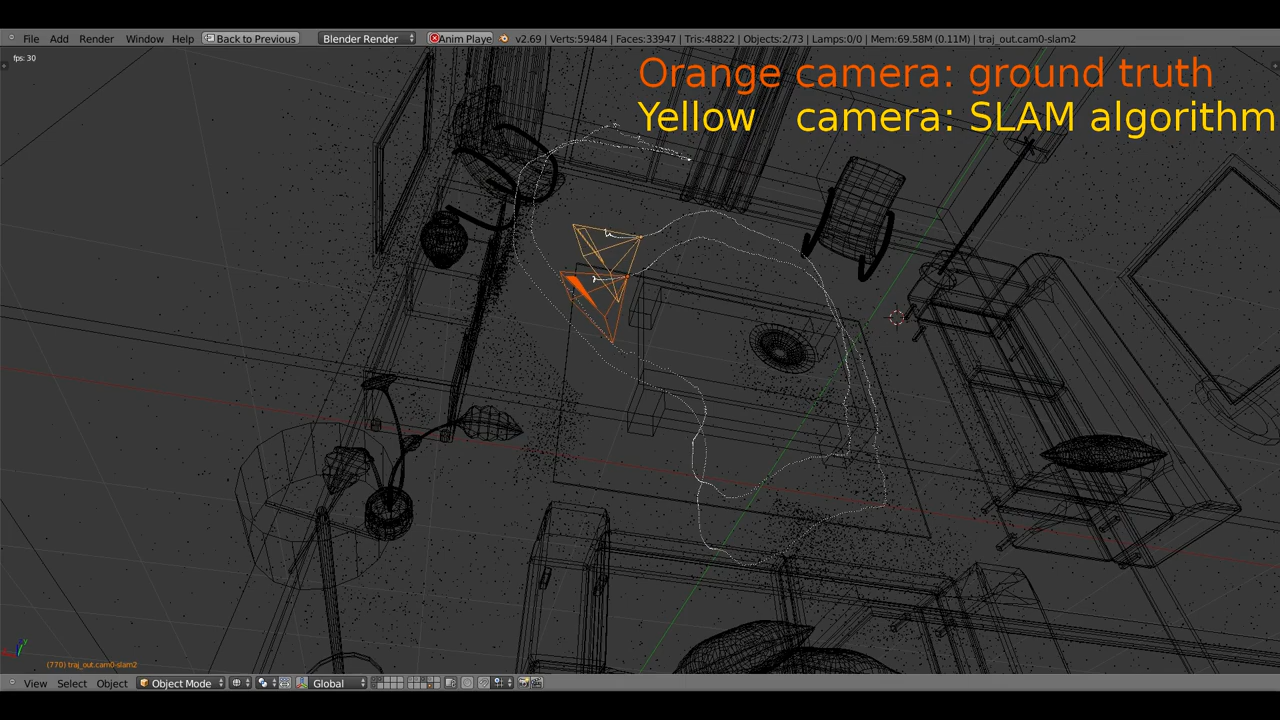 File Add Render Window Help Back to Previous Blender Render Anim Playe v2.69 | Verts:59484 | Faces:33947 | Tris:48822 | Objects:2/73 | Lamps:0/0 | Mem:69.58M (0.11M) | traj_out.cam0-slam2
fps: 30
Orange camera: ground truth
Yellow camera: SLAM algorithm
(770) traj_out.cam0-slam2
View Select Object Object Mode Global